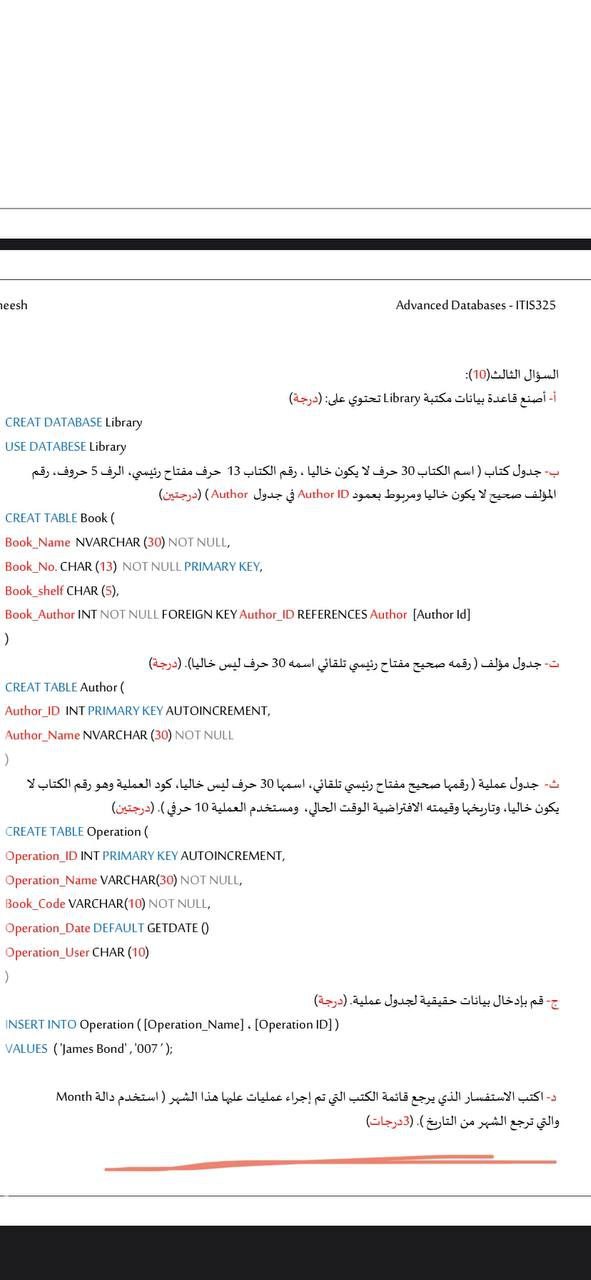 neesh
Advanced Databases - ITIS325
السؤال الثالث(10):
أ- أصنع قاعدة بيانات مكتبة Library تحتوي على: (درجة)
CREAT DATABASE Library
USE DATABESE Library
ب- جدول كتاب ( اسم الكتاب 30 حرف لا يكون خاليا ، رقم الكتاب 13 حرف مفتاح رئيسي، الرف 5 حروف، رقم
المؤلف صحيح لا يكون خاليا ومربوط بعمود Author ID في جدول Author ) (درجتين)
CREAT TABLE Book (
Book_Name NVARCHAR (30) NOT NULL,
Book_No. CHAR (13) NOT NULL PRIMARY KEY,
Book_shelf CHAR (5),
Book_Author INT NOT NULL FOREIGN KEY Author_ID REFERENCES Author [Author Id]
)
ت- جدول مؤلف ( رقمه صحيح مفتاح رئيسي تلقائي اسمه 30 حرف ليس خاليا). (درجة)
CREAT TABLE Author (
Author_ID INT PRIMARY KEY AUTOINCREMENT,
Author_Name NVARCHAR (30) NOT NULL
)
ث- جدول عملية ( رقمها صحيح مفتاح رئيسي تلقائي، اسمها 30 حرف ليس خاليا، كود العملية وهو رقم الكتاب لا
يكون خاليا، وتاريخها وقيمته الافتراضية الوقت الحالي، ومستخدم العملية 10 حرفي ). (درجتين)
CREATE TABLE Operation (
Operation_ID INT PRIMARY KEY AUTOINCREMENT,
Operation_Name VARCHAR(30) NOT NULL,
Book_Code VARCHAR(10) NOT NULL,
Operation_Date DEFAULT GETDATE ()
Operation_User CHAR (10)
)
ج- قم بإدخال بيانات حقيقية لجدول عملية. (درجة)
INSERT INTO Operation ( [Operation_Name] , [Operation ID] )
VALUES ( 'James Bond' , '007 ' );
د- اكتب الاستفسار الذي يرجع قائمة الكتب التي تم إجراء عمليات عليها هذا الشهر ( استخدم دالة Month
والتي ترجع الشهر من التاريخ ). (3درجات)